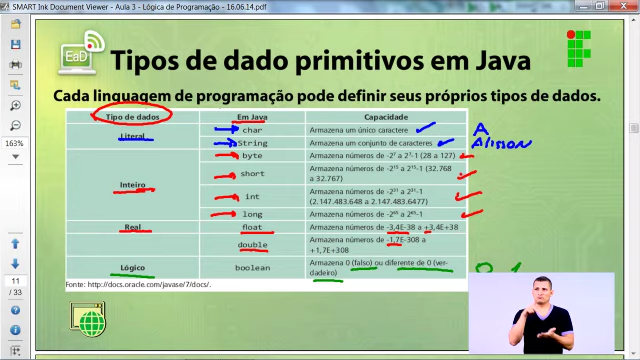 SMART Ink Document Viewer - Aula 3 - Lógica de Programação - 16.06.14.pdf
EaD
Tipos de dado primitivos em Java
Cada linguagem de programação pode definir seus próprios tipos de dados.
Tipo de dados Em Java Capacidade
Literal char Armazena um único caractere A
String Armazena um conjunto de caracteres Alisson
Inteiro byte Armazena números de -2⁷ a 2⁷-1 (28 a 127)
short Armazena números de -2¹⁵ a 2¹⁵-1 (32.768
a 32.767)
int Armazena números de -2³¹ a 2³¹-1
(2.147.483.648 a 2.147.483.6477)
long Armazena números de -2⁶³ a 2⁶³-1
Real float Armazena números de -3,4E-38 a +3,4E+38
double Armazena números de -1,7E-308 a
+1,7E+308
Lógico boolean Armazena 0 (falso) ou diferente de 0 (ver-
dadeiro)
Fonte: http://docs.oracle.com/javase/7/docs/.
163%
11
/ 33